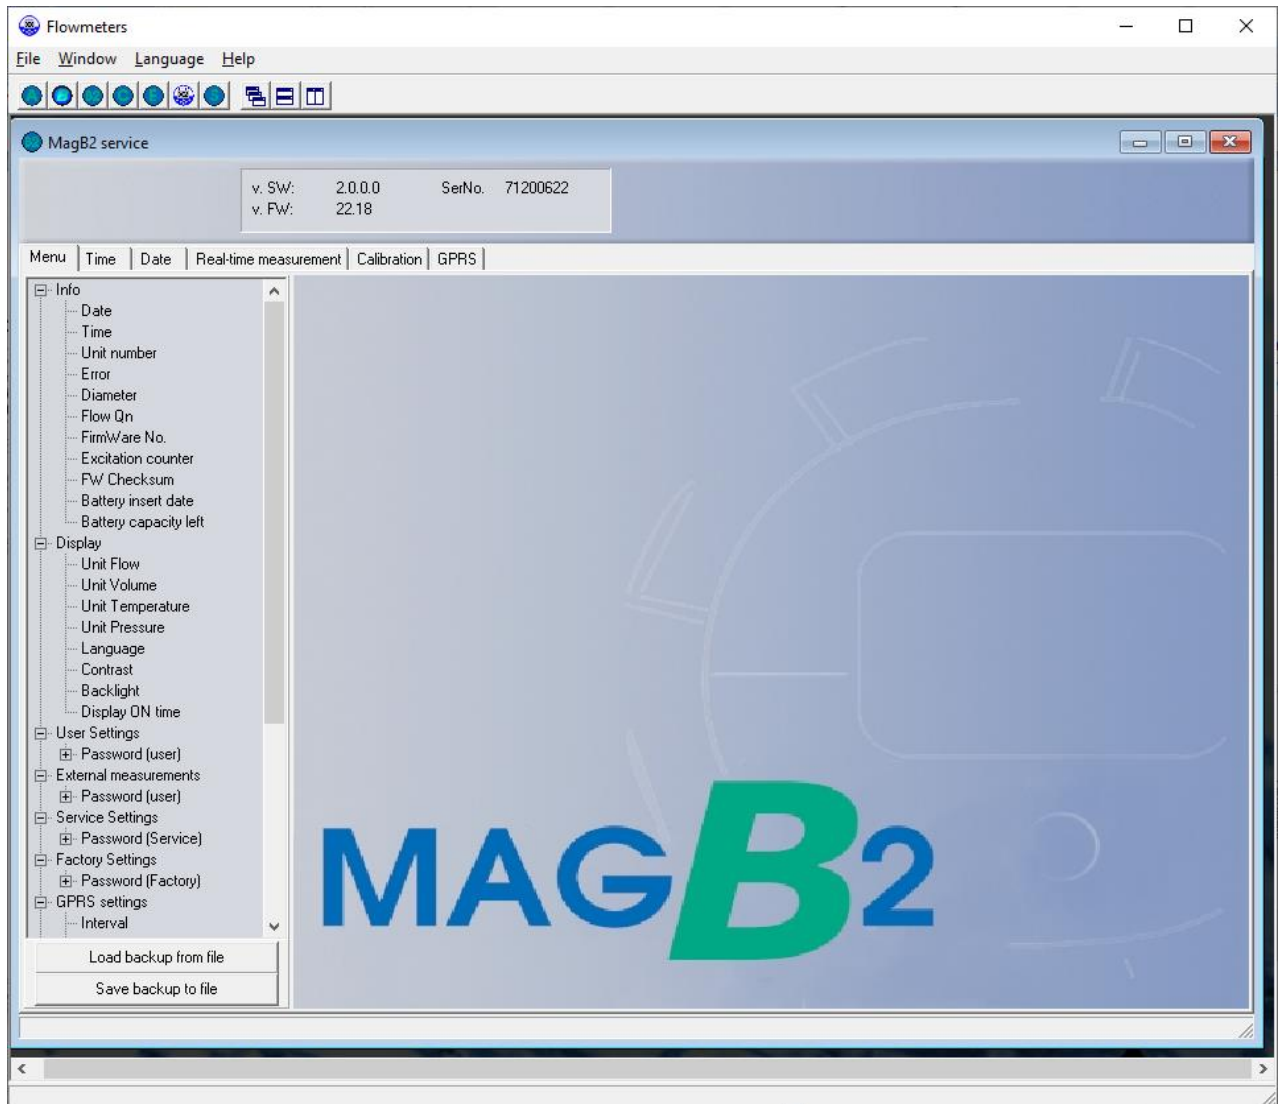 Flowmeters
File Window Language Help
MagB2 service
v. SW: 2.0.0.0 SerNo. 71200622
v. FW: 22.18
Menu Time Date Real-time measurement Calibration GPRS
Info
Date
Time
Unit number
Error
Diameter
Flow Qn
FirmWare No.
Excitation counter
FW Checksum
Battery insert date
Battery capacity left
Display
Unit Flow
Unit Volume
Unit Temperature
Unit Pressure
Language
Contrast
Backlight
Display ON time
User Settings
Password (user)
External measurements
Password (user)
Service Settings
Password (Service)
Factory Settings
Password (Factory)
GPRS settings
Interval
Load backup from file
Save backup to file
MAGB2